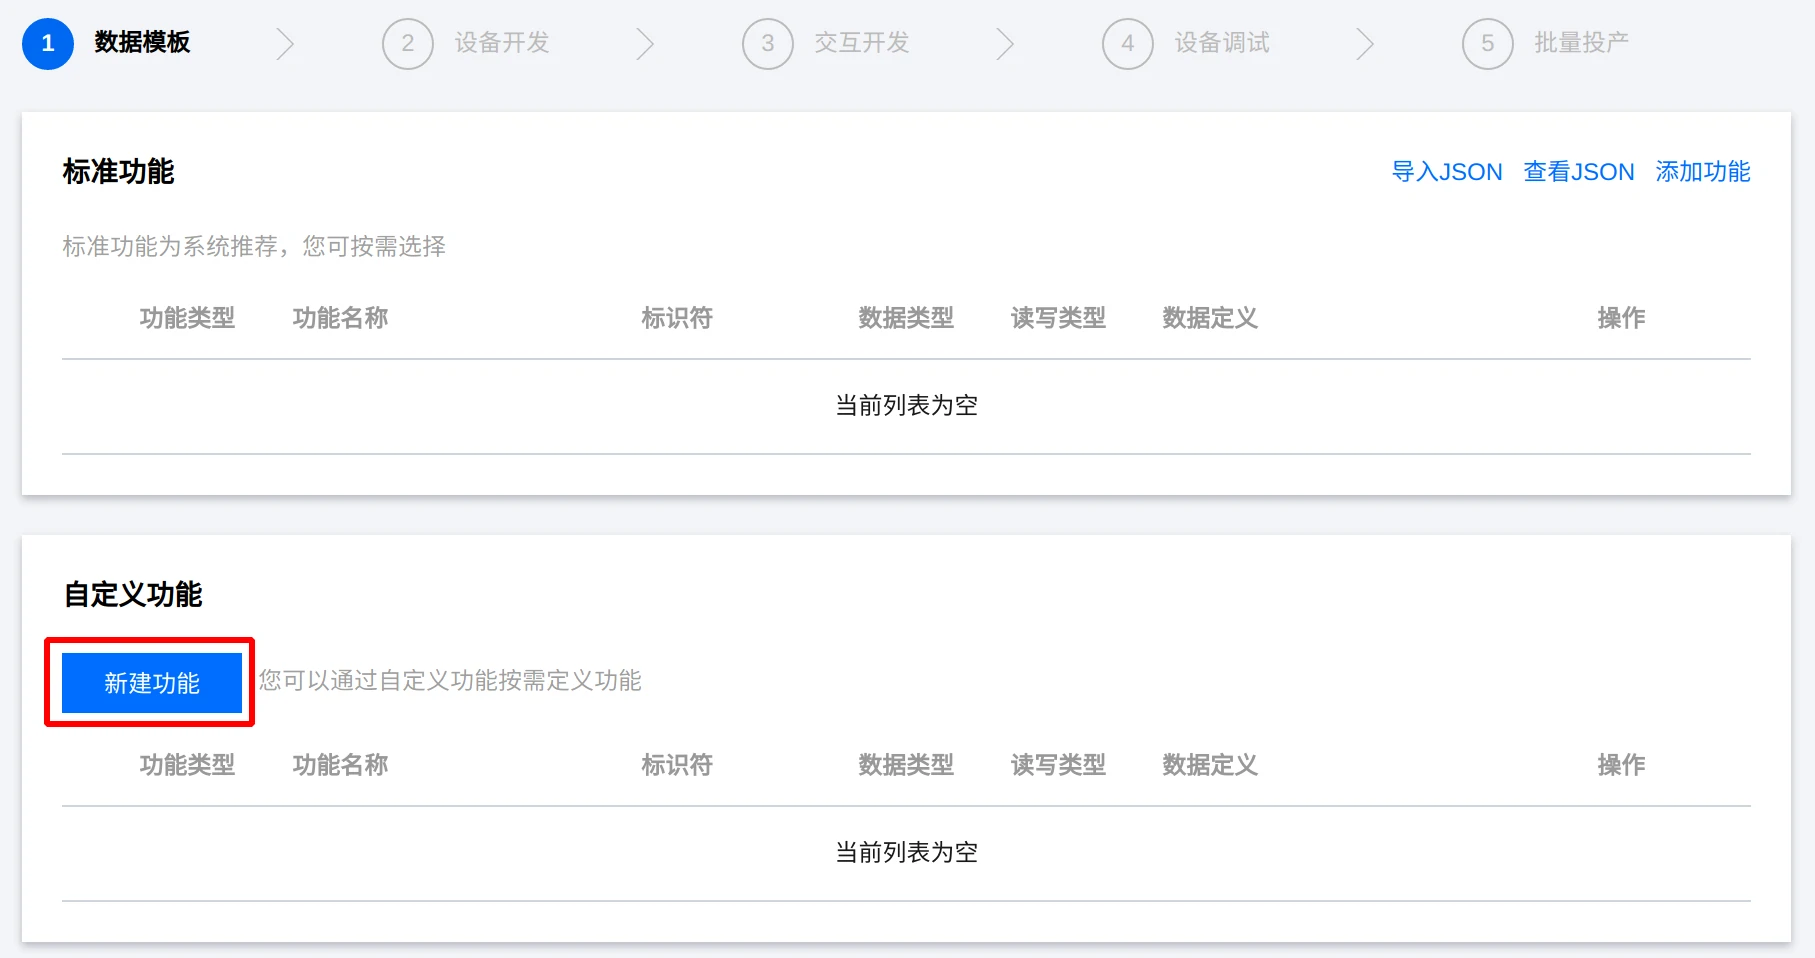 1 数据模板 2 设备开发 3 交互开发 4 设备调试 5 批量投产
标准功能 导入JSON 查看JSON 添加功能
标准功能为系统推荐，您可按需选择
功能类型 功能名称 标识符 数据类型 读写类型 数据定义 操作
当前列表为空
自定义功能
新建功能 您可以通过自定义功能按需定义功能
功能类型 功能名称 标识符 数据类型 读写类型 数据定义 操作
当前列表为空